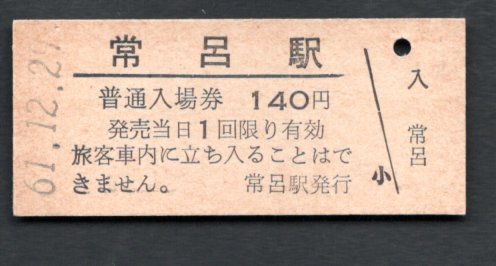 常呂駅
普通入場券 140円
発売当日1回限り有効
旅客車内に立ち入ることはで
きません。 常呂駅発行
61.12.27
小
入
常呂